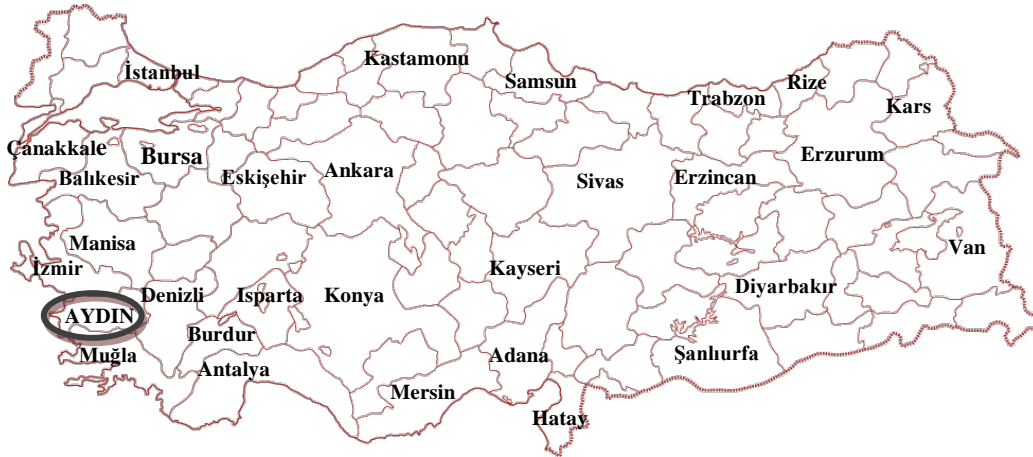 Kastamonu
İstanbul
Samsun
Rize
Trabzon
Kars
Çanakkale
Bursa
Erzurum
Balıkesir
Eskişehir
Ankara
Sivas
Erzincan
Manisa
Van
İzmir
Kayseri
Denizli
Isparta
Konya
Diyarbakır
AYDIN
Burdur
Muğla
Adana
Şanlıurfa
Antalya
Mersin
Hatay